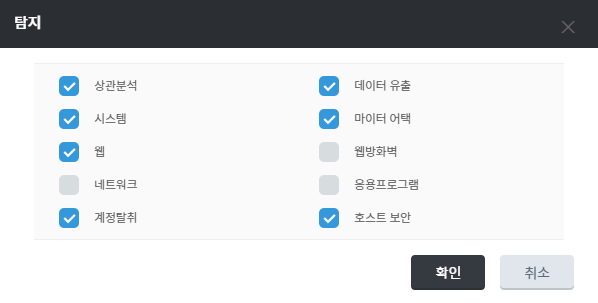 탐지
상관분석
데이터 유출
시스템
마이터 어택
웹
웹방화벽
네트워크
응용프로그램
계정탈취
호스트 보안
확인
취소